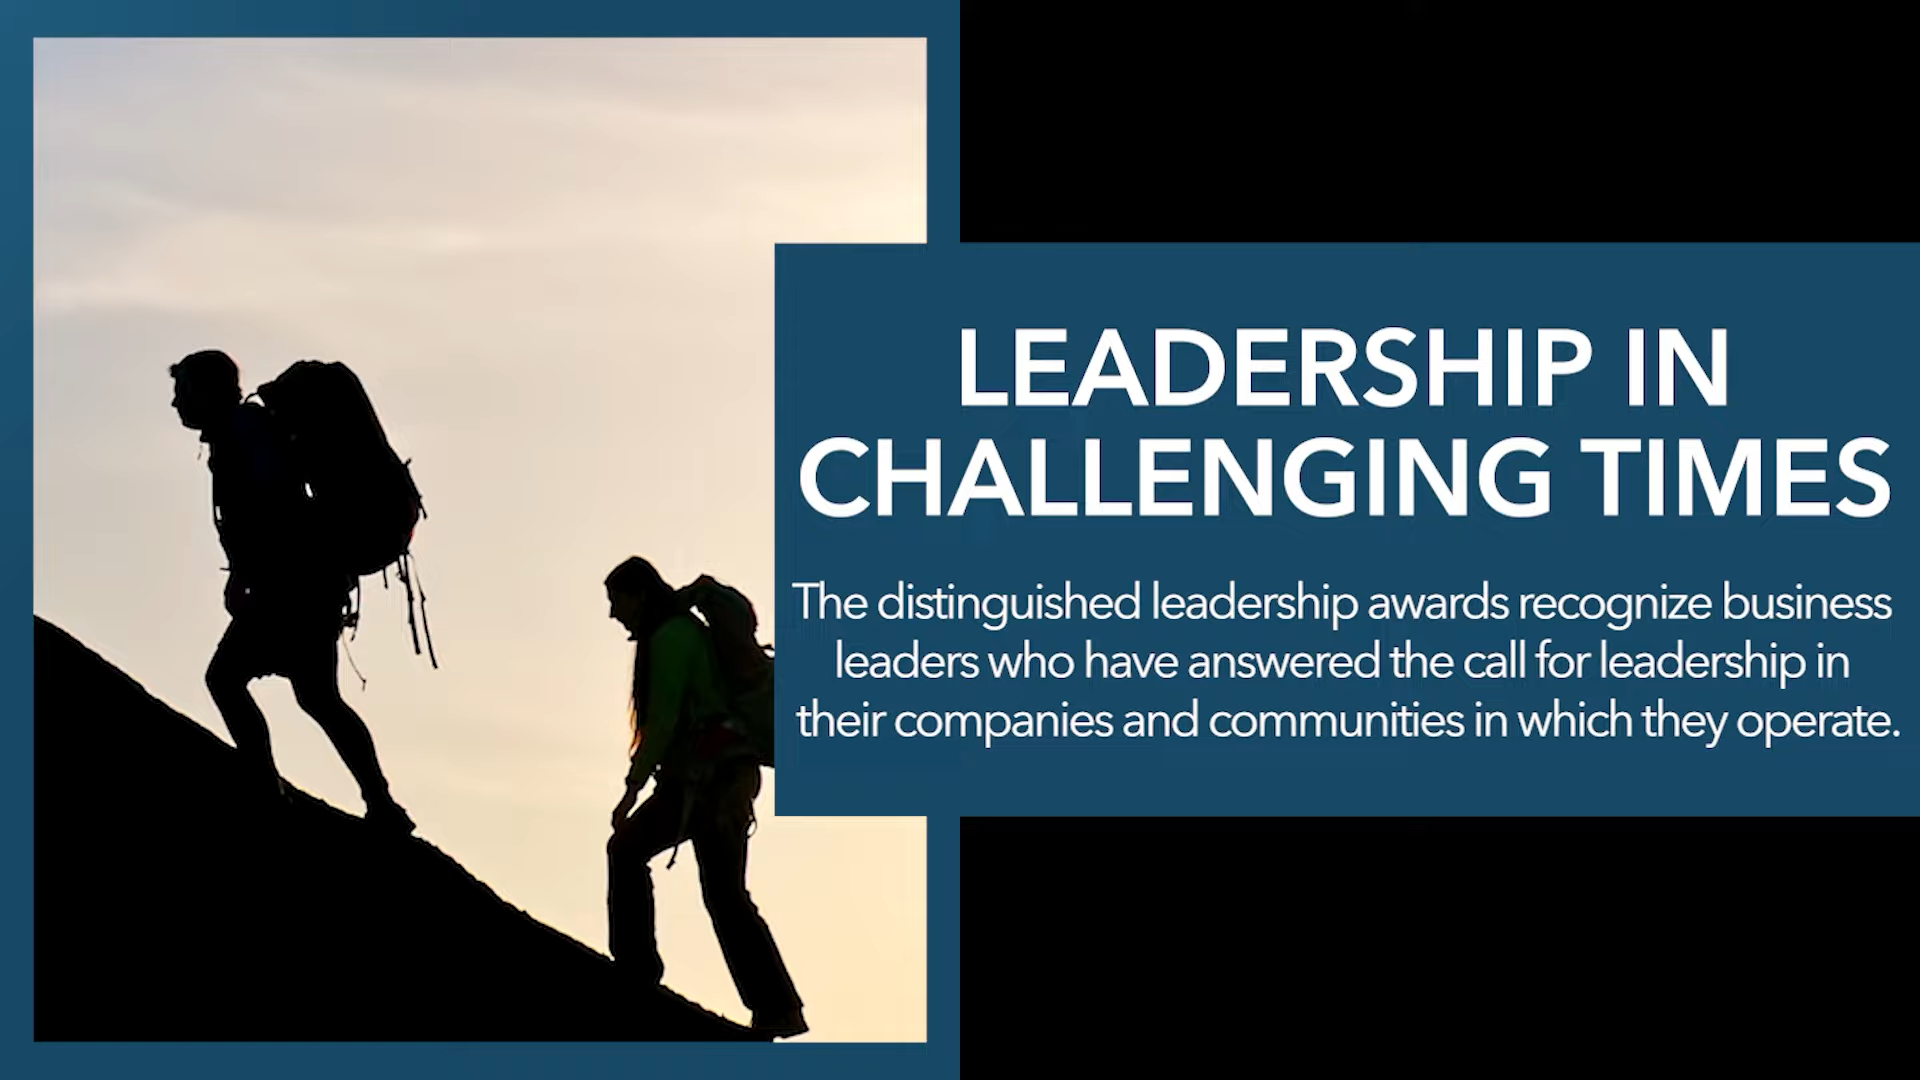 LEADERSHIP IN
CHALLENGING TIMES
The distinguished leadership awards recognize business
leaders who have answered the call for leadership in
their companies and communities in which they operate.